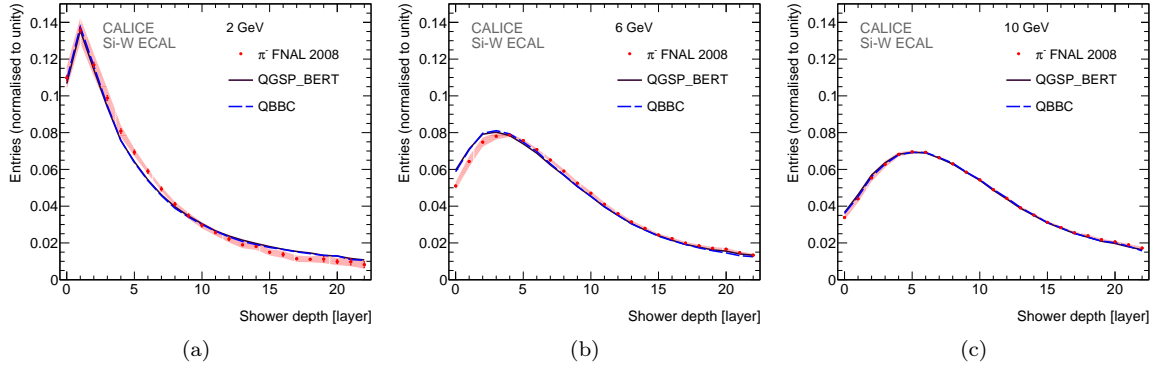 Entries (normalised to unity)
0.14
0.12
0.1
0.08
0.06
0.04
0.02
0
CALICE
Si-W ECAL
2 GeV
π⁻ FNAL 2008
QGSP_BERT
QBBC
0 5 10 15 20
Shower depth [layer]
(a)
Entries (normalised to unity)
0.14
0.12
0.1
0.08
0.06
0.04
0.02
0
CALICE
Si-W ECAL
6 GeV
π⁻ FNAL 2008
QGSP_BERT
QBBC
0 5 10 15 20
Shower depth [layer]
(b)
Entries (normalised to unity)
0.14
0.12
0.1
0.08
0.06
0.04
0.02
0
CALICE
Si-W ECAL
10 GeV
π⁻ FNAL 2008
QGSP_BERT
QBBC
0 5 10 15 20
Shower depth [layer]
(c)